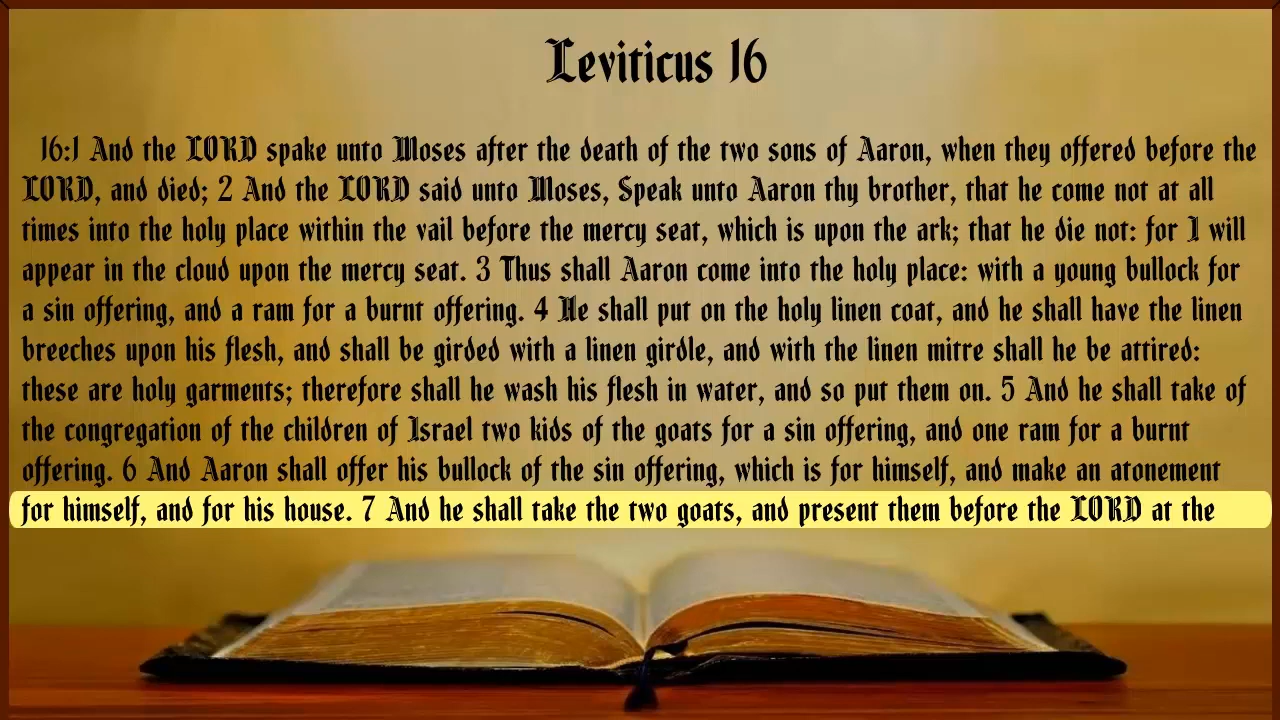 Leviticus 16
16:1 And the LORD spake unto Moses after the death of the two sons of Aaron, when they offered before the
LORD, and died; 2 And the LORD said unto Moses, Speak unto Aaron thy brother, that he come not at all
times into the holy place within the vail before the mercy seat, which is upon the ark; that he die not: for I will
appear in the cloud upon the mercy seat. 3 Thus shall Aaron come into the holy place: with a young bullock for
a sin offering, and a ram for a burnt offering. 4 He shall put on the holy linen coat, and he shall have the linen
breeches upon his flesh, and shall be girded with a linen girdle, and with the linen mitre shall he be attired:
these are holy garments; therefore shall he wash his flesh in water, and so put them on. 5 And he shall take of
the congregation of the children of Israel two kids of the goats for a sin offering, and one ram for a burnt
offering. 6 And Aaron shall offer his bullock of the sin offering, which is for himself, and make an atonement
for himself, and for his house. 7 And he shall take the two goats, and present them before the LORD at the